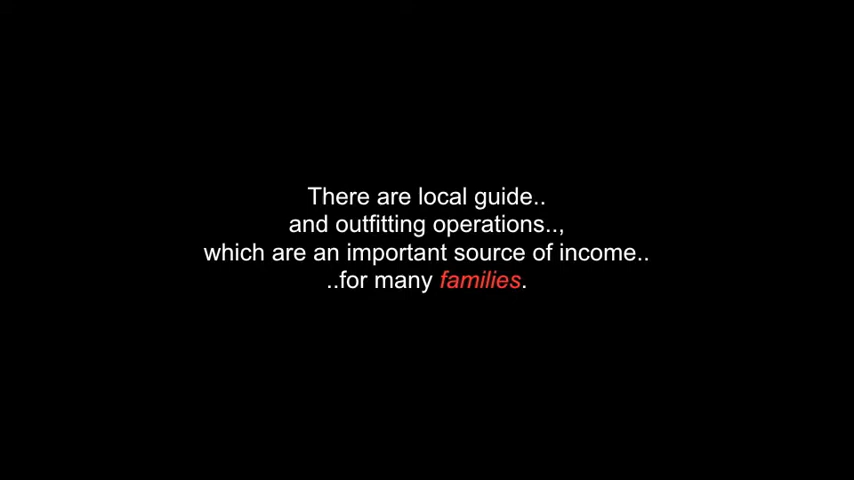 There are local guide..
and outfitting operations..,
which are an important source of income..
..for many families.